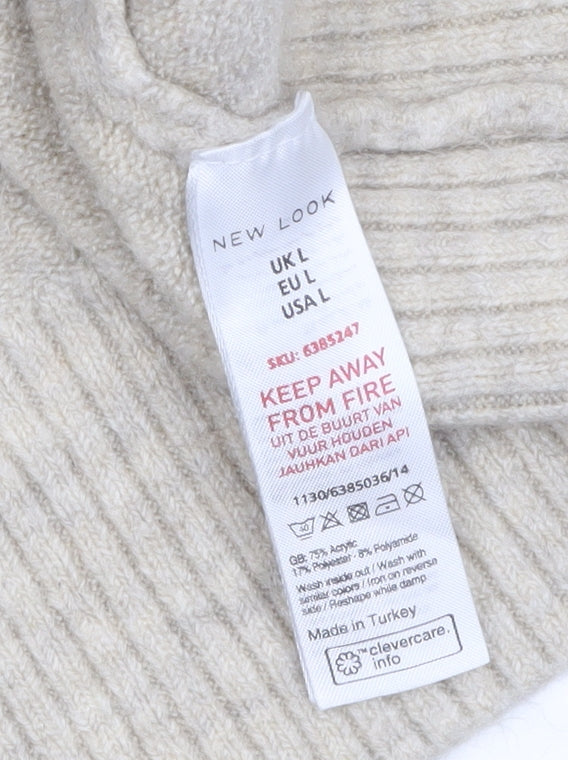 NEW LOOK
UK L
EU L
USA L
SKU: 6385247
KEEP AWAY
FROM FIRE
UIT DE BUURT VAN
VUUR HOUDEN
JAUHKAN DARI API
1130/6385036/14
40
GB: 75% Acrylic
17% Polyester · 8% Polyamide
Wash inside out / Wash with
similar colors / Iron on reverse
side / Reshape while damp
Made in Turkey
™clevercare.
info